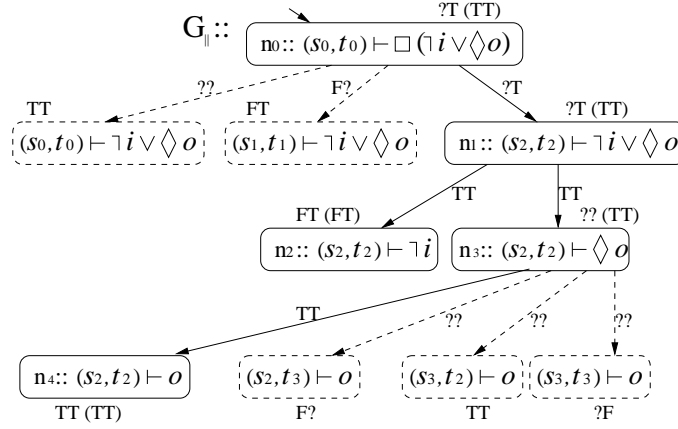 ?T (TT)
G∥::
n₀:: (s₀,t₀) ⊢ □ (⌉ i ∨ ◇ o)
?? F? ?T
TT FT ?T (TT)
(s₀,t₀) ⊢ ⌉ i ∨ ◇ o (s₁,t₁) ⊢ ⌉ i ∨ ◇ o n₁:: (s₂,t₂) ⊢ ⌉ i ∨ ◇ o
TT TT
FT (FT) ?? (TT)
n₂:: (s₂,t₂) ⊢ ⌉ i n₃:: (s₂,t₂) ⊢ ◇ o
TT ?? ?? ??
n₄:: (s₂,t₂) ⊢ o (s₂,t₃) ⊢ o (s₃,t₂) ⊢ o (s₃,t₃) ⊢ o
TT (TT) F? TT ?F